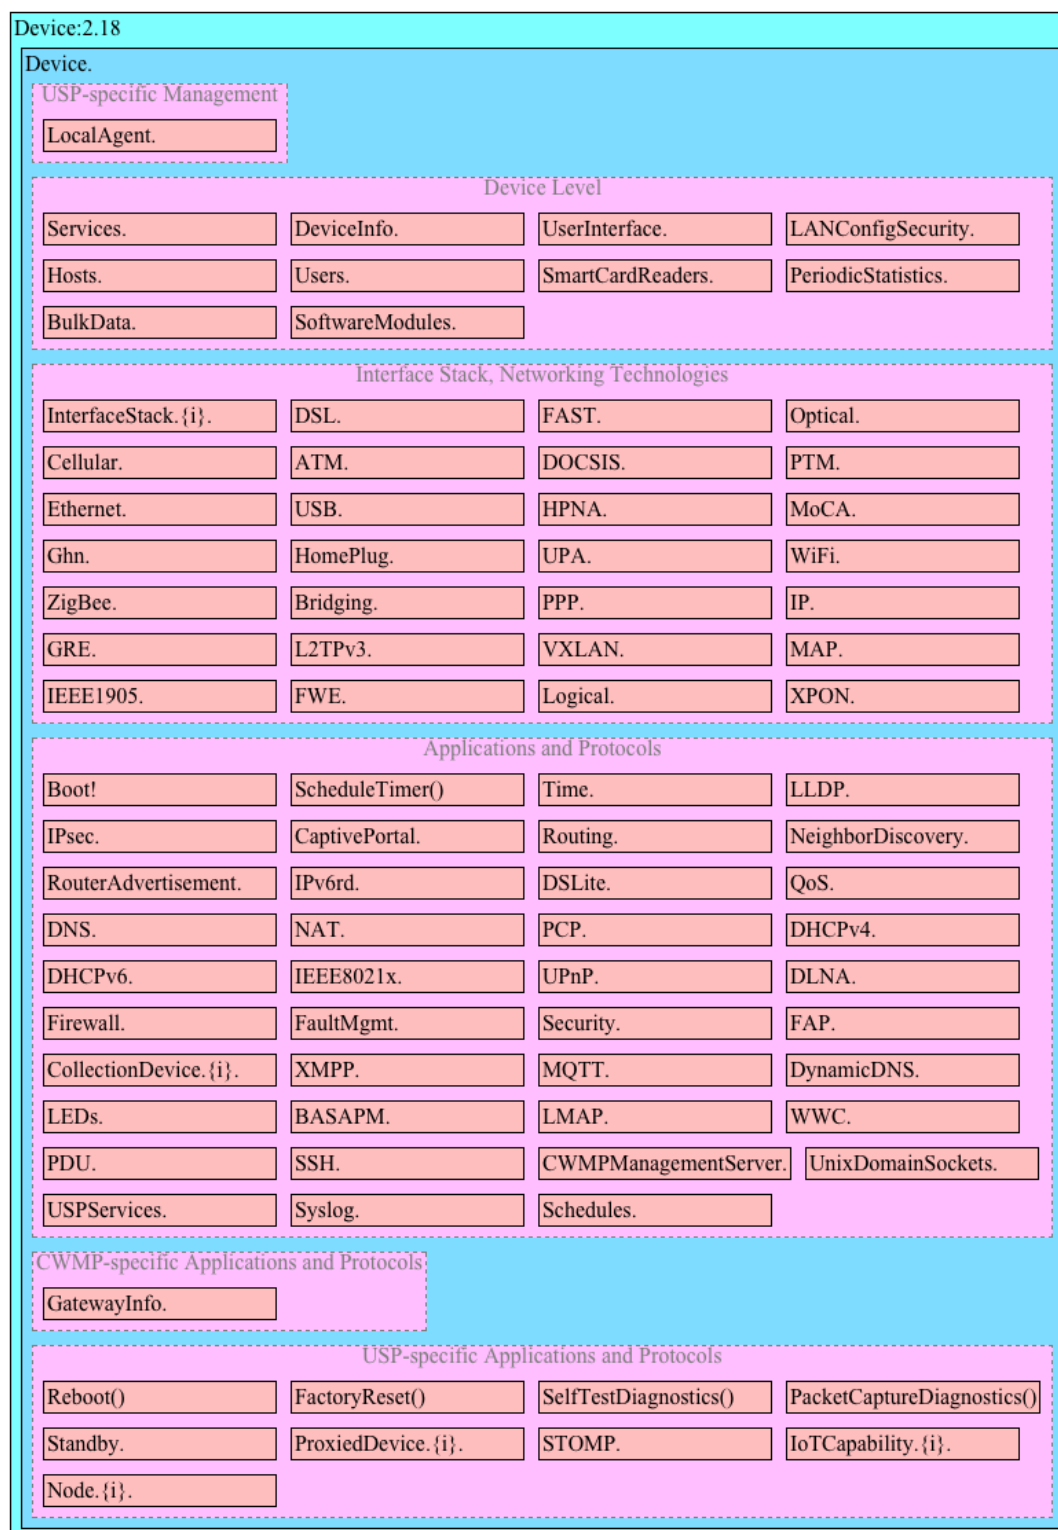 Device:2.18
Device.
USP-specific Management
LocalAgent.
Device Level
Services. DeviceInfo. UserInterface. LANConfigSecurity.
Hosts. Users. SmartCardReaders. PeriodicStatistics.
BulkData. SoftwareModules.
Interface Stack, Networking Technologies
InterfaceStack.{i}. DSL. FAST. Optical.
Cellular. ATM. DOCSIS. PTM.
Ethernet. USB. HPNA. MoCA.
Ghn. HomePlug. UPA. WiFi.
ZigBee. Bridging. PPP. IP.
GRE. L2TPv3. VXLAN. MAP.
IEEE1905. FWE. Logical. XPON.
Applications and Protocols
Boot! ScheduleTimer() Time. LLDP.
IPsec. CaptivePortal. Routing. NeighborDiscovery.
RouterAdvertisement. IPv6rd. DSLite. QoS.
DNS. NAT. PCP. DHCPv4.
DHCPv6. IEEE8021x. UPnP. DLNA.
Firewall. FaultMgmt. Security. FAP.
CollectionDevice.{i}. XMPP. MQTT. DynamicDNS.
LEDs. BASAPM. LMAP. WWC.
PDU. SSH. CWMPManagementServer. UnixDomainSockets.
USPServices. Syslog. Schedules.
CWMP-specific Applications and Protocols
GatewayInfo.
USP-specific Applications and Protocols
Reboot() FactoryReset() SelfTestDiagnostics() PacketCaptureDiagnostics()
Standby. ProxiedDevice.{i}. STOMP. IoTCapability.{i}.
Node.{i}.